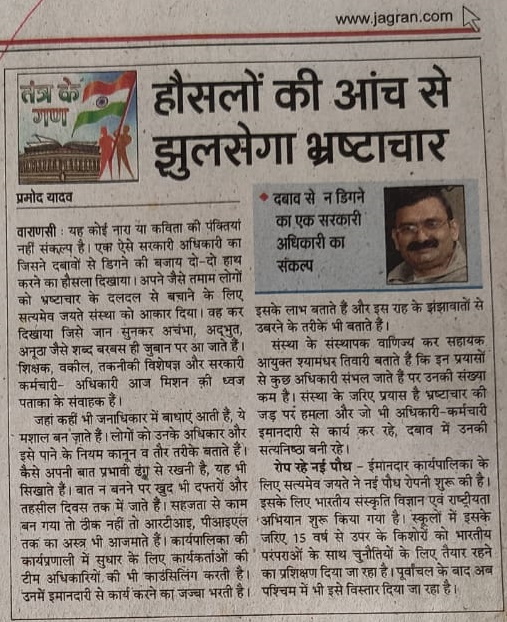 www.jagran.com
तंत्र के
गण
हौसलों की आंच से
झुलसेगा भ्रष्टाचार
प्रमोद यादव
दबाव से न डिगने
का एक सरकारी
अधिकारी का
संकल्प
वाराणसी : यह कोई नारा या कविता की पंक्तियां
नहीं संकल्प है। एक ऐसे सरकारी अधिकारी का
जिसने दबावों से डिगने की बजाय दो-दो हाथ
करने का हौसला दिखाया। अपने जैसे तमाम लोगों
को भ्रष्टाचार के दलदल से बचाने के लिए
सत्यमेव जयते संस्था को आकार दिया। वह कर
दिखाया जिसे जान सुनकर अचंभा, अद्भुत,
अनूठा जैसे शब्द बरबस ही जुबान पर आ जाते हैं।
शिक्षक, वकील, तकनीकी विशेषज्ञ और सरकारी
कर्मचारी- अधिकारी आज मिशन की ध्वज
पताका के संवाहक है।
जहां कहीं भी जनाधिकार में बाधाएं आती हैं, ये
मशाल बन जाते है। लोगों को उनके अधिकार और
इसे पाने के नियम कानून व तौर तरीके बताते हैं।
कैसे अपनी बात प्रभावी ढंग से रखनी है, यह भी
सिखाते हैं। बात न बनने पर खुद भी दफ्तरों और
तहसील दिवस तक में जाते हैं। सहजता से काम
बन गया तो ठीक नहीं तो आरटीआइ, पीआइएल
तक का अस्त्र भी आजमाते हैं। कार्यपालिका की
कार्यप्रणाली में सुधार के लिए कार्यकर्ताओं की
टीम अधिकारियों की भी काउंसिलिंग करती है।
उनमें इमानदारी से कार्य करने का जज्बा भरती है।
इसके लाभ बताते हैं और इस राह के झंझावातों से
उबरने के तरीके भी बताते हैं।
संस्था के संस्थापक वाणिज्य कर सहायक
आयुक्त श्यामधर तिवारी बताते हैं कि इन प्रयासों
से कुछ अधिकारी संभल जाते हैं पर उनकी संख्या
कम है। संस्था के जरिए प्रयास है भ्रष्टाचार की
जड़ पर हमला और जो भी अधिकारी-कर्मचारी
इमानदारी से कार्य कर रहे, दबाव में उनकी
सत्यनिष्ठा बनी रहे।
रोप रहे नई पौध - ईमानदार कार्यपालिका के
लिए सत्यमेव जयते ने नई पौध रोपनी शुरू की है।
इसके लिए भारतीय संस्कृति विज्ञान एवं राष्ट्रीयता
अभियान शुरू किया गया है। स्कूलों में इसके
जरिए 15 वर्ष से उपर के किशोरों को भारतीय
परंपराओं के साथ चुनौतियों के लिए तैयार रहने
का प्रशिक्षण दिया जा रहा है। पूर्वांचल के बाद अब
पश्चिम में भी इसे विस्तार दिया जा रहा है।